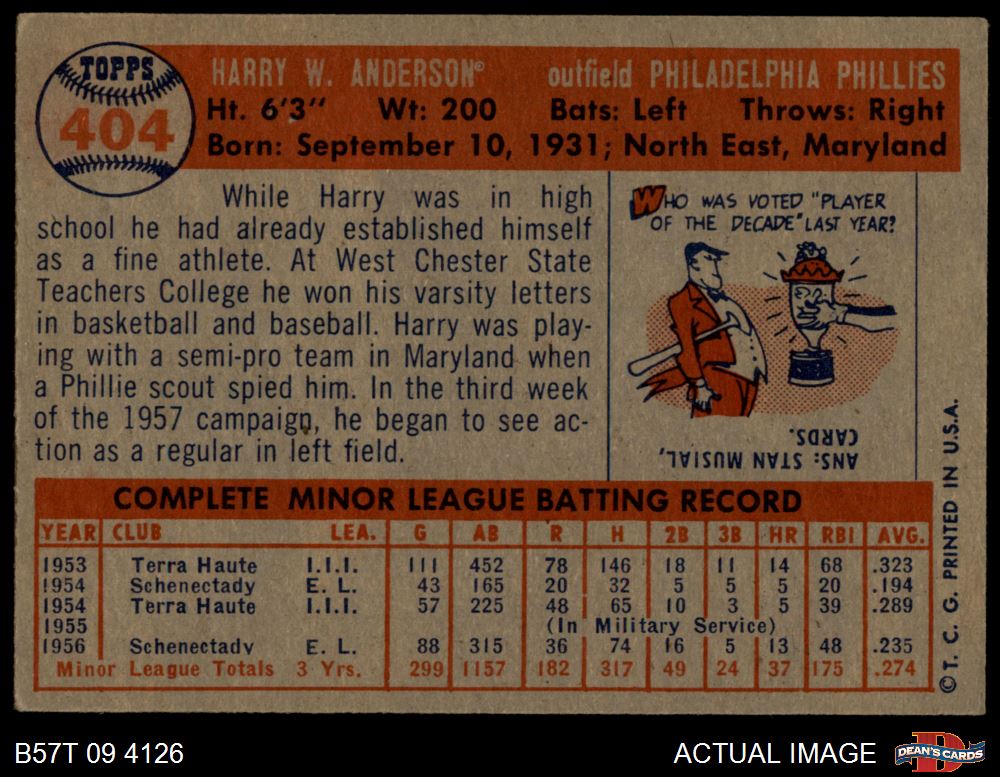 TOPPS
404
HARRY W. ANDERSON© outfield PHILADELPHIA PHILLIES
Ht. 6'3" Wt: 200 Bats: Left Throws: Right
Born: September 10, 1931; North East, Maryland
While Harry was in high
school he had already established himself
as a fine athlete. At West Chester State
Teachers College he won his varsity letters
in basketball and baseball. Harry was play-
ing with a semi-pro team in Maryland when
a Phillie scout spied him. In the third week
of the 1957 campaign, he began to see ac-
tion as a regular in left field.
WHO WAS VOTED "PLAYER
OF THE DECADE" LAST YEAR?
ANS: STAN MUSIAL,
CARDS.
COMPLETE MINOR LEAGUE BATTING RECORD
YEAR CLUB LEA. G AB R H 2B 3B HR RBI AVG.
1953 Terra Haute I.I.I. 111 452 78 146 18 11 14 68 .323
1954 Schenectady E. L. 43 165 20 32 5 5 5 20 .194
1954 Terra Haute I.I.I. 57 225 48 65 10 3 5 39 .289
1955 (In Military Service)
1956 Schenectady E. L. 88 315 36 74 16 5 13 48 .235
Minor League Totals 3 Yrs. 299 1157 182 317 49 24 37 175 .274
©T. C. G. PRINTED IN U.S.A.
B57T 09 4126
ACTUAL IMAGE
D
DEAN'S CARDS